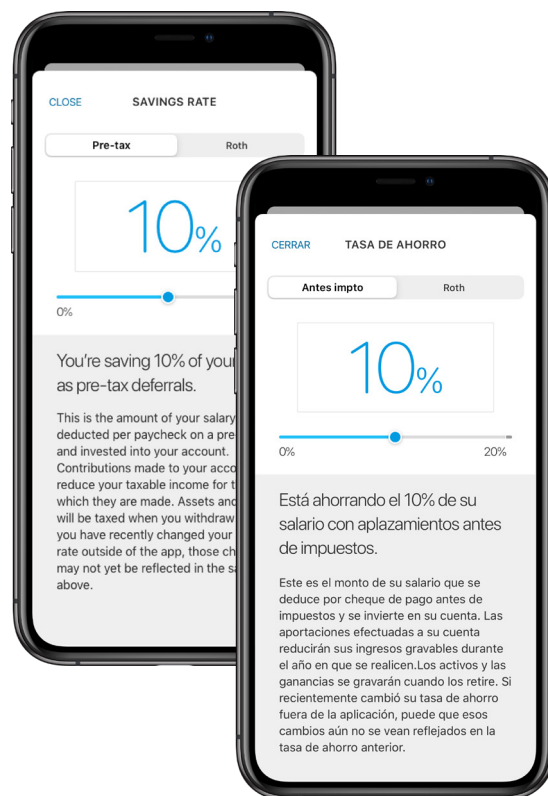 CLOSE SAVINGS RATE
Pre-tax Roth
10%
0%
You’re saving 10% of your
as pre-tax deferrals.
This is the amount of your salary
deducted per paycheck on a
and invested into your account.
Contributions made to your
reduce your taxable income for
which they are made. Assets
will be taxed when you withdraw
you have recently changed your
rate outside of the app, those
may not yet be reflected in the
above.
CERRAR TASA DE AHORRO
Antes impto Roth
10%
0% 20%
Está ahorrando el 10% de su
salario con aplazamientos antes
de impuestos.
Este es el monto de su salario que se
deduce por cheque de pago antes de
impuestos y se invierte en su cuenta. Las
aportaciones efectuadas a su cuenta
reducirán sus ingresos gravables durante
el año en que se realicen.Los activos y las
ganancias se gravarán cuando los retire. Si
recientemente cambió su tasa de ahorro
fuera de la aplicación, puede que esos
cambios aún no se vean reflejados en la
tasa de ahorro anterior.